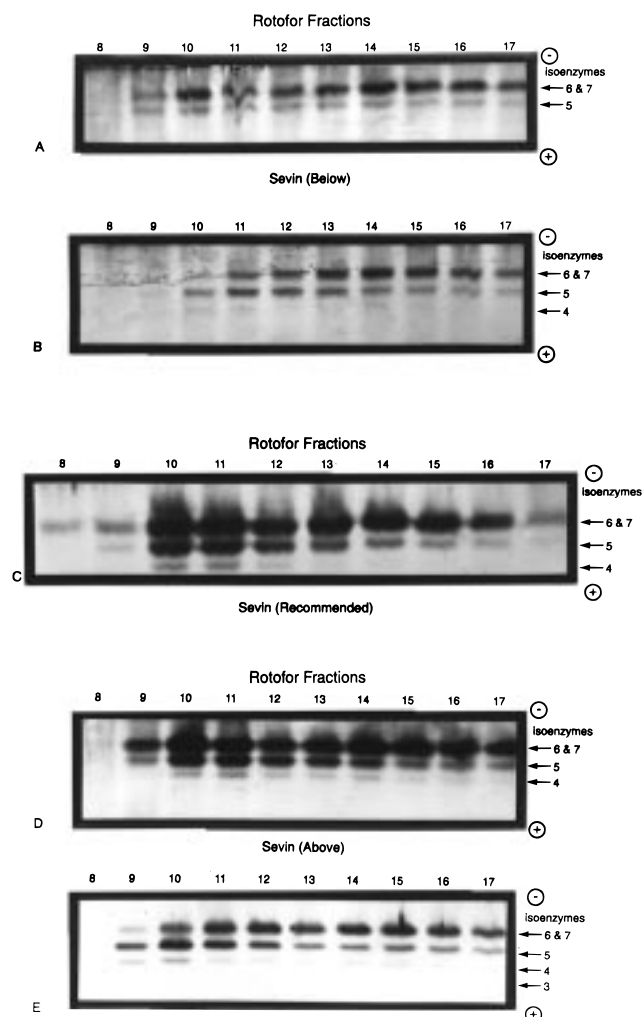 Rotofor Fractions
8 9 10 11 12 13 14 15 16 17 -
isoenzymes
6 & 7
5
A
+
Sevin (Below)
8 9 10 11 12 13 14 15 16 17 -
isoenzymes
6 & 7
5
4
B
+
Rotofor Fractions
8 9 10 11 12 13 14 15 16 17 -
isoenzymes
6 & 7
5
4
C
+
Sevin (Recommended)
Rotofor Fractions
8 9 10 11 12 13 14 15 16 17 -
isoenzymes
6 & 7
5
4
D
+
Sevin (Above)
8 9 10 11 12 13 14 15 16 17 -
isoenzymes
6 & 7
5
4
3
E
+